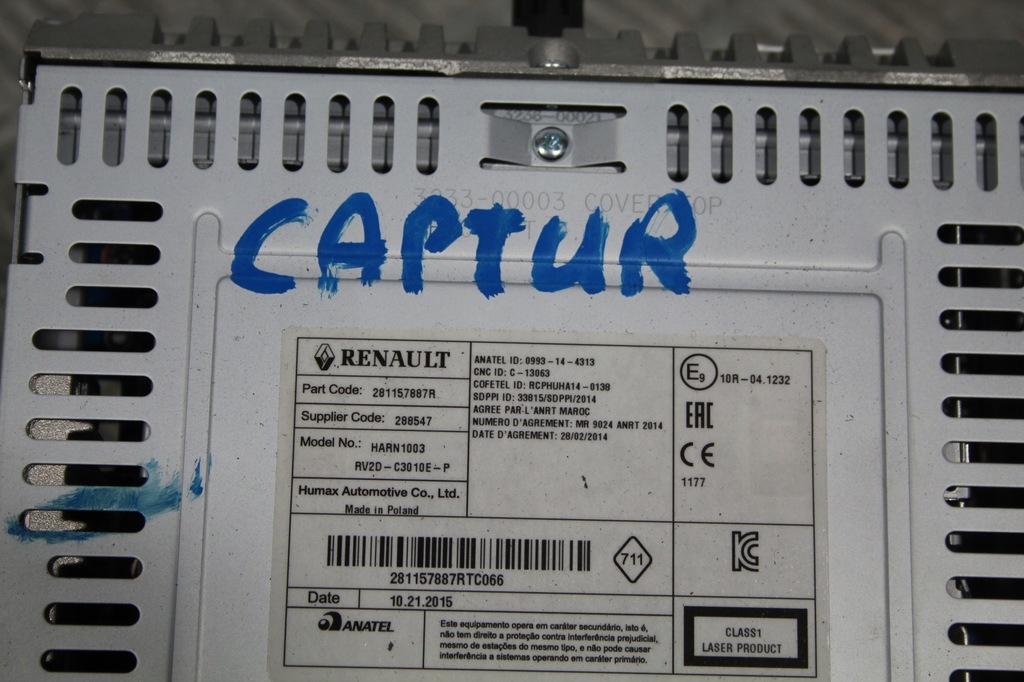 3236-00021
3233-00003 COVER TOP
CAPTUR
RENAULT
Part Code: 281157887R
Supplier Code: 288547
Model No.: HARN1003
RV2D-C3010E-P
Humax Automotive Co., Ltd.
Made in Poland
ANATEL ID: 0993-14-4313
CNC ID: C-13063
COFETEL ID: RCPHUHA14-0138
SDPPI ID: 33815/SDPPI/2014
AGREE PAR-L'ANRT MAROC
NUMERO D'AGREMENT: MR 9024 ANRT 2014
DATE D'AGREMENT: 28/02/2014
E9 10R-04.1232
EAC
CE
1177
711
281157887RTC066
Date 10.21.2015
ANATEL
Este equipamento opera em caráter secundário, isto é,
não tem direito a proteção contra interferência prejudicial,
mesmo de estações do mesmo tipo, e não pode causar
interferência a sistemas operando em caráter primário.
KC
CLASS1
LASER PRODUCT